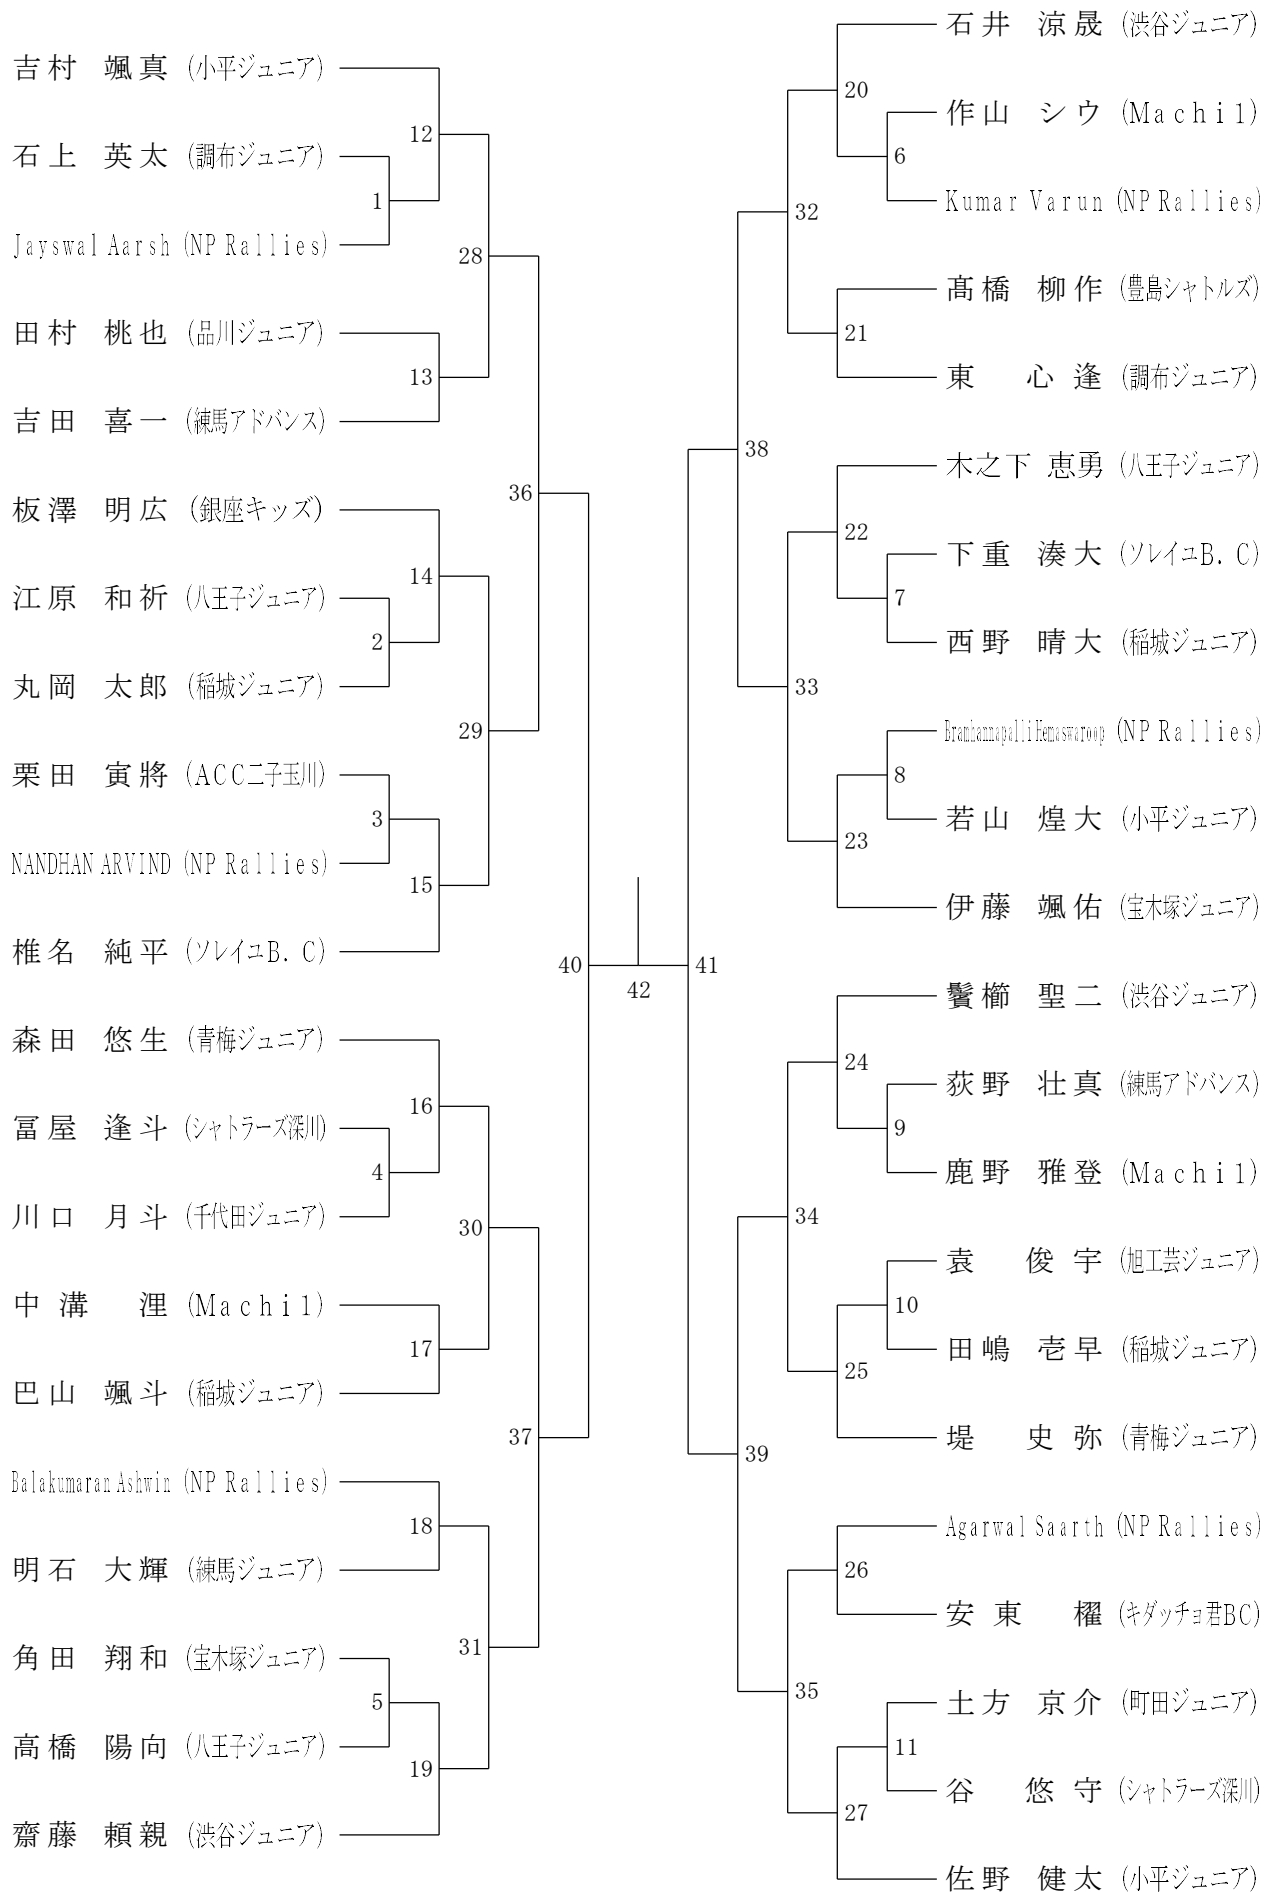 吉村 颯真 (小平ジュニア)
12
石上 英太 (調布ジュニア)
1
Jayswal Aarsh (NP Rallies)
28
田村 桃也 (品川ジュニア)
13
吉田 喜一 (練馬アドバンス)
36
板澤 明広 (銀座キッズ)
14
江原 和祈 (八王子ジュニア)
2
丸岡 太郎 (稲城ジュニア)
29
栗田 寅將 (ACC二子玉川)
3
NANDHAN ARVIND (NP Rallies)
15
椎名 純平 (ソレイユB.C)
40
森田 悠生 (青梅ジュニア)
16
冨屋 逢斗 (シャトラーズ深川)
4
川口 月斗 (千代田ジュニア)
30
中溝 浬 (Machi1)
17
巴山 颯斗 (稲城ジュニア)
37
Balakumaran Ashwin (NP Rallies)
18
明石 大輝 (練馬ジュニア)
31
角田 翔和 (宝木塚ジュニア)
5
高橋 陽向 (八王子ジュニア)
19
齋藤 頼親 (渋谷ジュニア)
42
石井 涼晟 (渋谷ジュニア)
20
作山 シウ (Machi1)
6
Kumar Varun (NP Rallies)
32
髙橋 柳作 (豊島シャトルズ)
21
東 心逢 (調布ジュニア)
38
木之下 恵勇 (八王子ジュニア)
22
下重 湊大 (ソレイユB.C)
7
西野 晴大 (稲城ジュニア)
33
Bramhannapalli Hemaswaroop (NP Rallies)
8
若山 煌大 (小平ジュニア)
23
伊藤 颯佑 (宝木塚ジュニア)
41
鬢櫛 聖二 (渋谷ジュニア)
24
荻野 壮真 (練馬アドバンス)
9
鹿野 雅登 (Machi1)
34
袁 俊宇 (旭工芸ジュニア)
10
田嶋 壱早 (稲城ジュニア)
25
堤 史弥 (青梅ジュニア)
39
Agarwal Saarth (NP Rallies)
26
安東 櫂 (キダッチョ君BC)
35
土方 京介 (町田ジュニア)
11
谷 悠守 (シャトラーズ深川)
27
佐野 健太 (小平ジュニア)